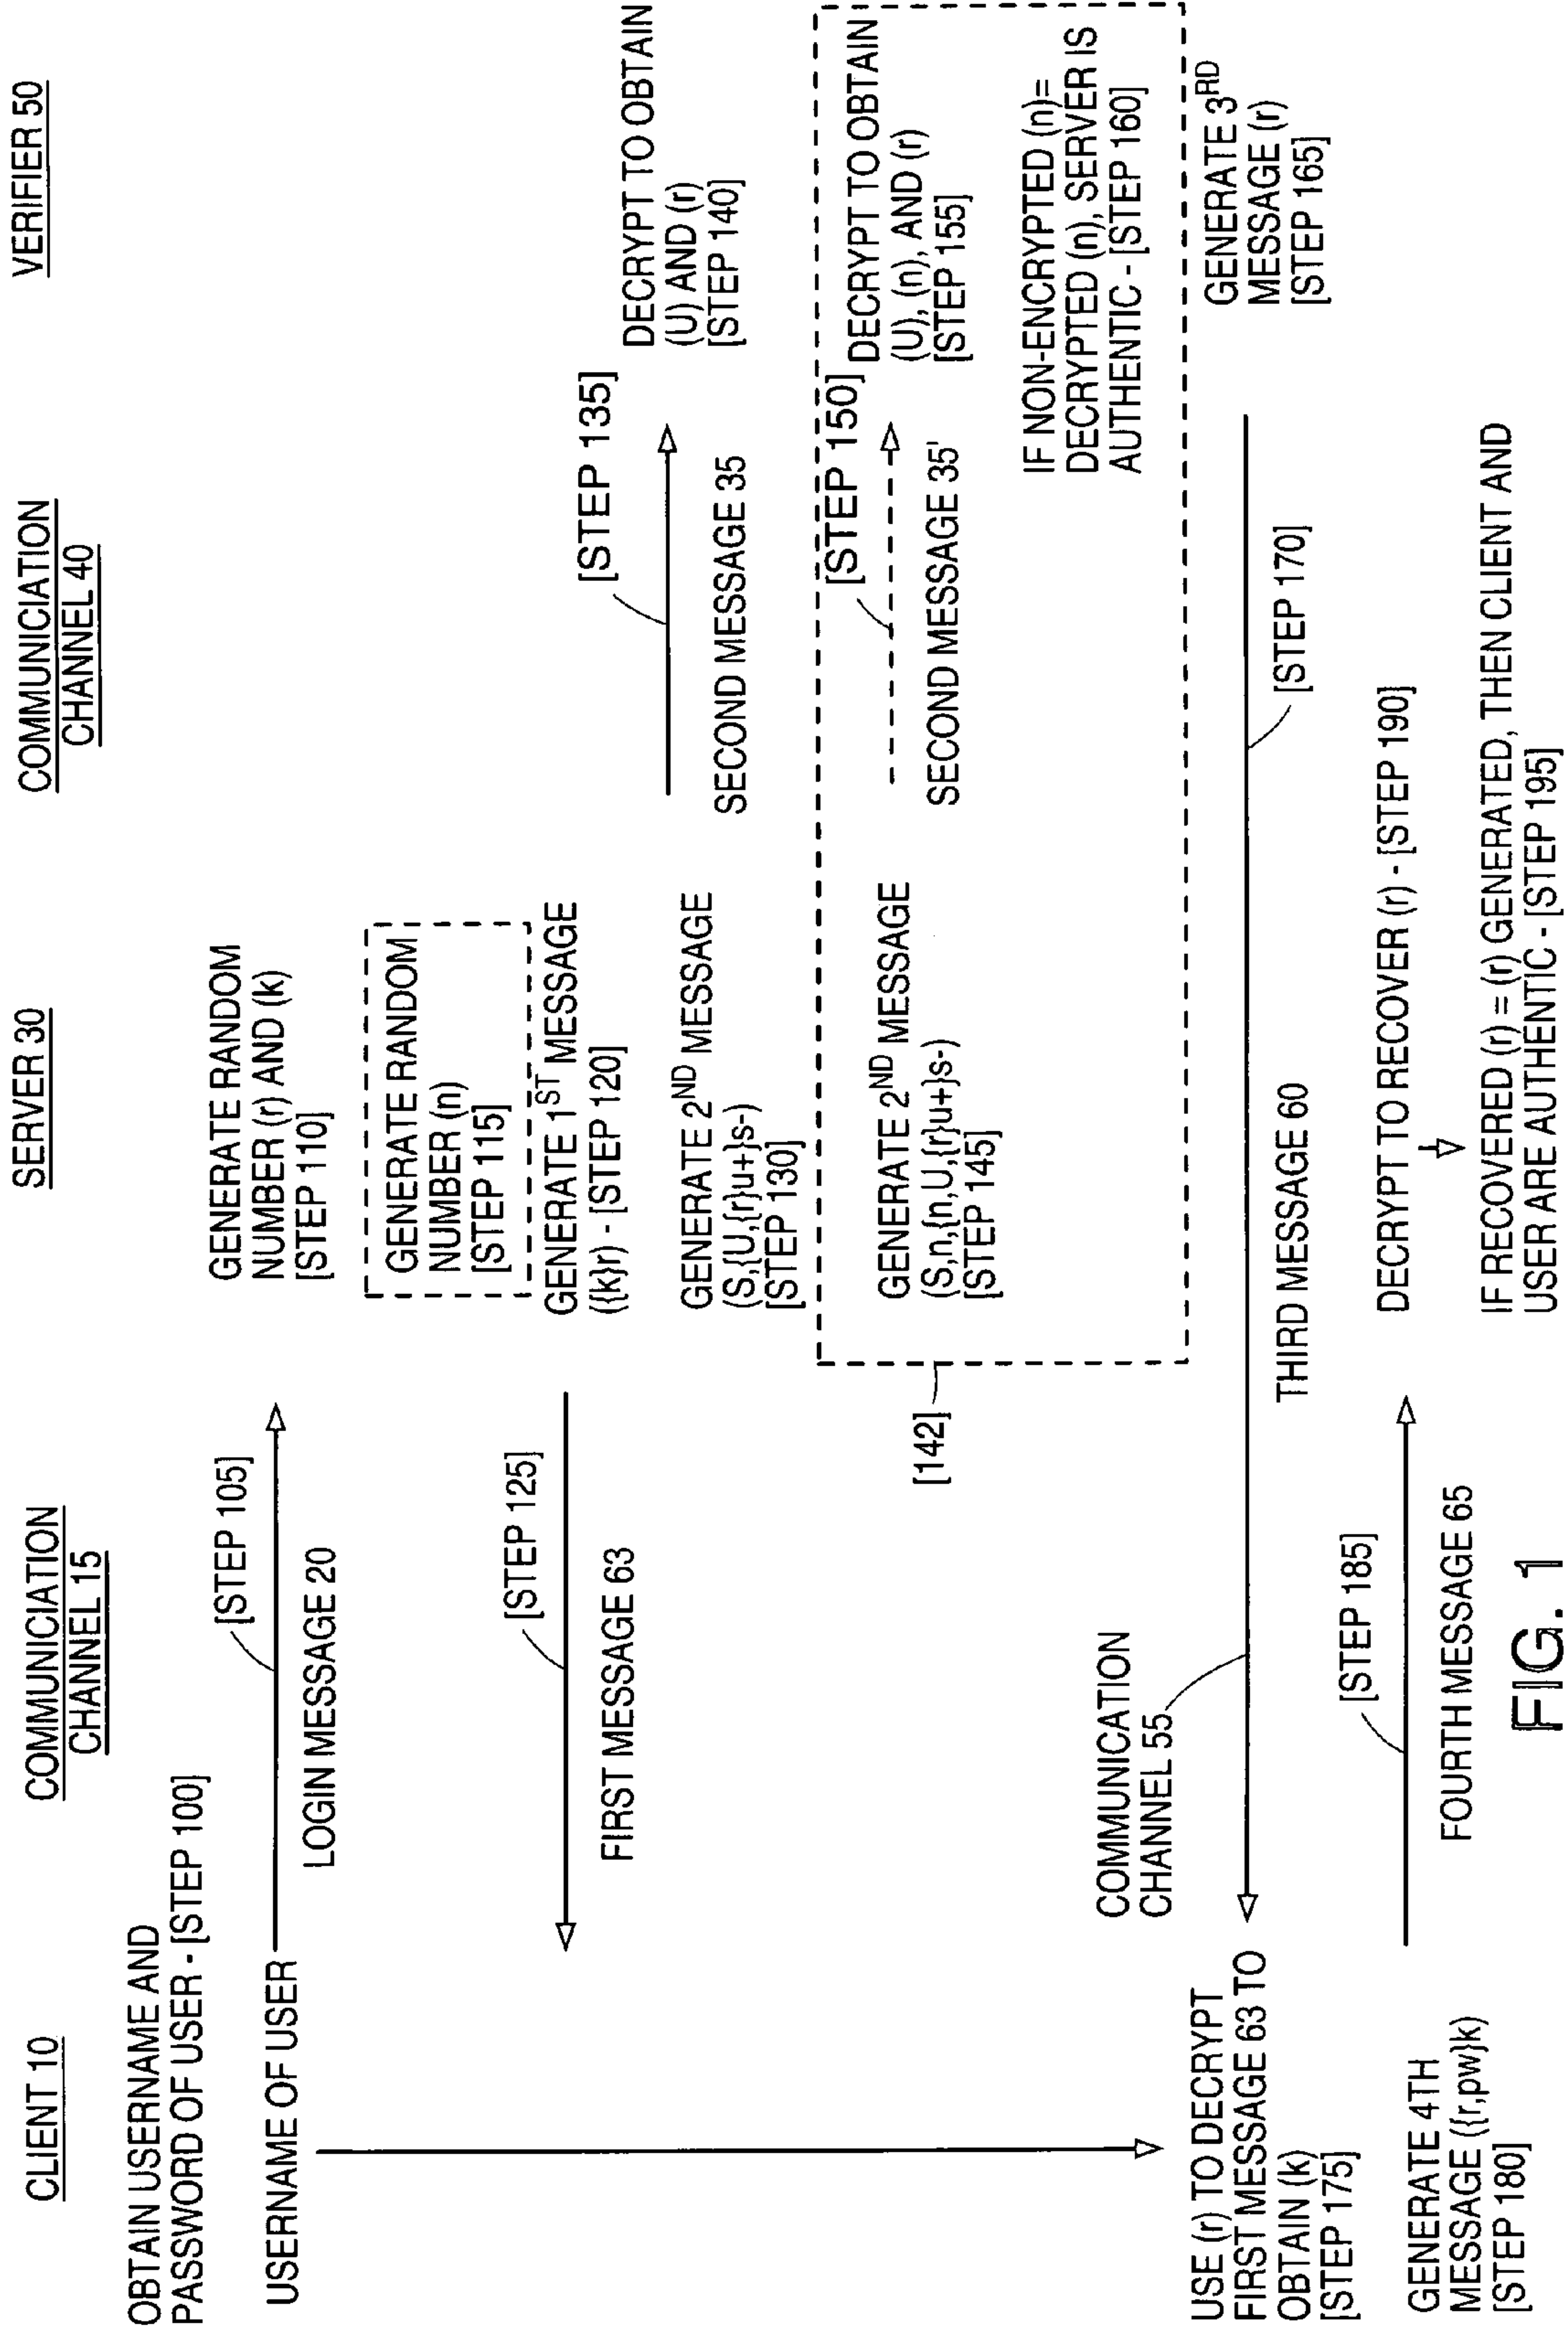 CLIENT 10
COMMUNICIATION
CHANNEL 15
SERVER 30
COMMUNICIATION
CHANNEL 40
VERIFIER 50
OBTAIN USERNAME AND
PASSWORD OF USER - [STEP 100]
USERNAME OF USER
[STEP 105]
LOGIN MESSAGE 20
GENERATE RANDOM
NUMBER (r) AND (k)
[STEP 110]
GENERATE RANDOM
NUMBER (n)
[STEP 115]
GENERATE 1ST MESSAGE
({k}r) - [STEP 120]
[STEP 125]
FIRST MESSAGE 63
GENERATE 2ND MESSAGE
(S,{U,{r}u+}s-)
[STEP 130]
[STEP 135]
SECOND MESSAGE 35
DECRYPT TO OBTAIN
(U) AND (r)
[STEP 140]
[142]
GENERATE 2ND MESSAGE
(S,n,{n,U,{r}u+}s-)
[STEP 145]
[STEP 150]
SECOND MESSAGE 35'
DECRYPT TO OBTAIN
(U), (n), AND (r)
[STEP 155]
IF NON-ENCRYPTED (n)=
DECRYPTED (n), SERVER IS
AUTHENTIC - [STEP 160]
GENERATE 3RD
MESSAGE (r)
[STEP 165]
[STEP 170]
THIRD MESSAGE 60
COMMUNICATION
CHANNEL 55
USE (r) TO DECRYPT
FIRST MESSAGE 63 TO
OBTAIN (k)
[STEP 175]
GENERATE 4TH
MESSAGE ({r,pw}k)
[STEP 180]
[STEP 185]
FOURTH MESSAGE 65
DECRYPT TO RECOVER (r) - [STEP 190]
IF RECOVERED (r) = (r) GENERATED, THEN CLIENT AND
USER ARE AUTHENTIC - [STEP 195]
FIG. 1